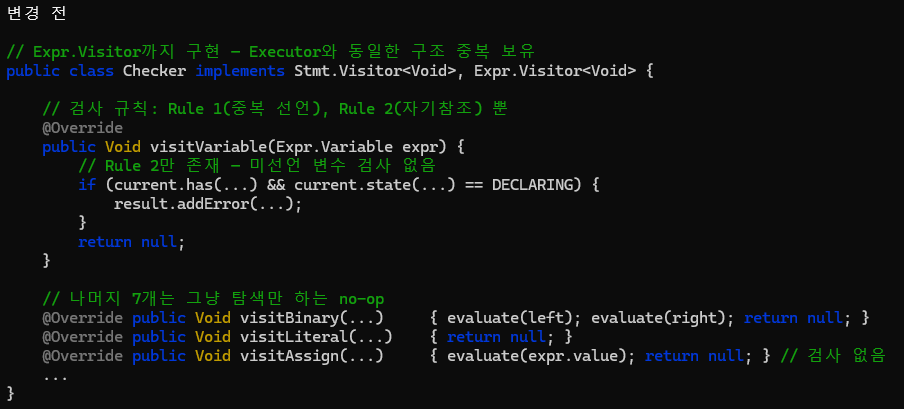 변경 전
// Expr.Visitor까지 구현 — Executor와 동일한 구조 중복 보유
public class Checker implements Stmt.Visitor<Void>, Expr.Visitor<Void> {
// 검사 규칙: Rule 1(중복 선언), Rule 2(자기참조) 뿐
@Override
public Void visitVariable(Expr.Variable expr) {
// Rule 2만 존재 — 미선언 변수 검사 없음
if (current.has(...) && current.state(...) == DECLARING) {
result.addError(...);
}
return null;
}
// 나머지 7개는 그냥 탐색만 하는 no-op
@Override public Void visitBinary(...)     { evaluate(left); evaluate(right); return null; }
@Override public Void visitLiteral(...)    { return null; }
@Override public Void visitAssign(...)     { evaluate(expr.value); return null; } // 검사 없음
...
}